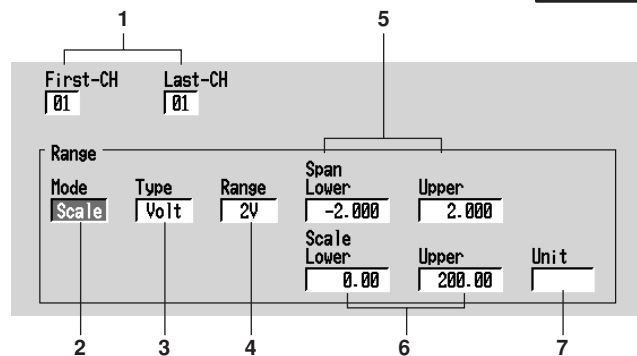 1 5
First-CH Last-CH
01 01
Range
Span
Mode Type Range Lower Upper
Scale Volt 2V -2.000 2.000
Scale
Lower Upper Unit
0.00 200.00
2 3 4 6 7